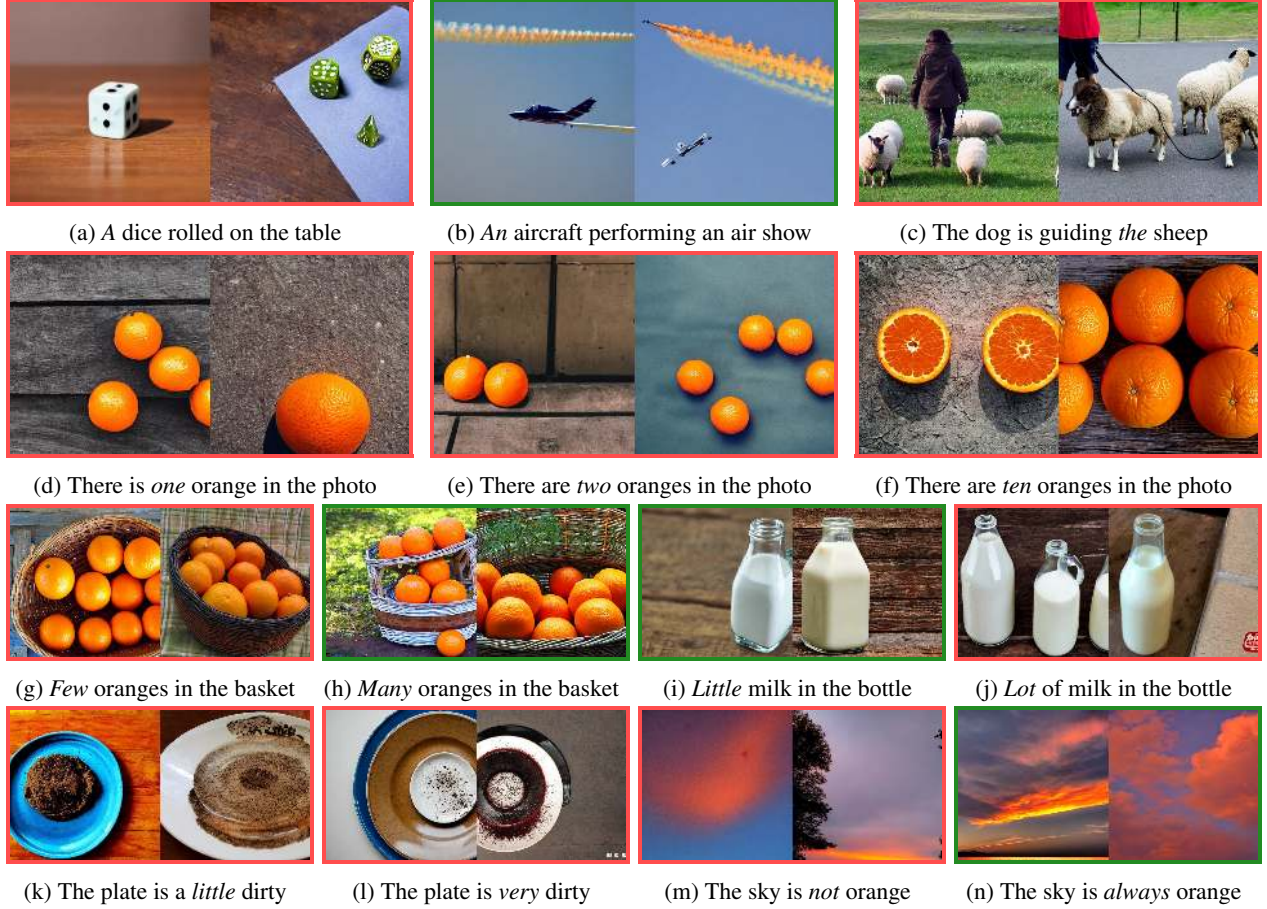 (a) A dice rolled on the table
(b) An aircraft performing an air show
(c) The dog is guiding the sheep
(d) There is one orange in the photo
(e) There are two oranges in the photo
(f) There are ten oranges in the photo
(g) Few oranges in the basket
(h) Many oranges in the basket
(i) Little milk in the bottle
(j) Lot of milk in the bottle
(k) The plate is a little dirty
(l) The plate is very dirty
(m) The sky is not orange
(n) The sky is always orange